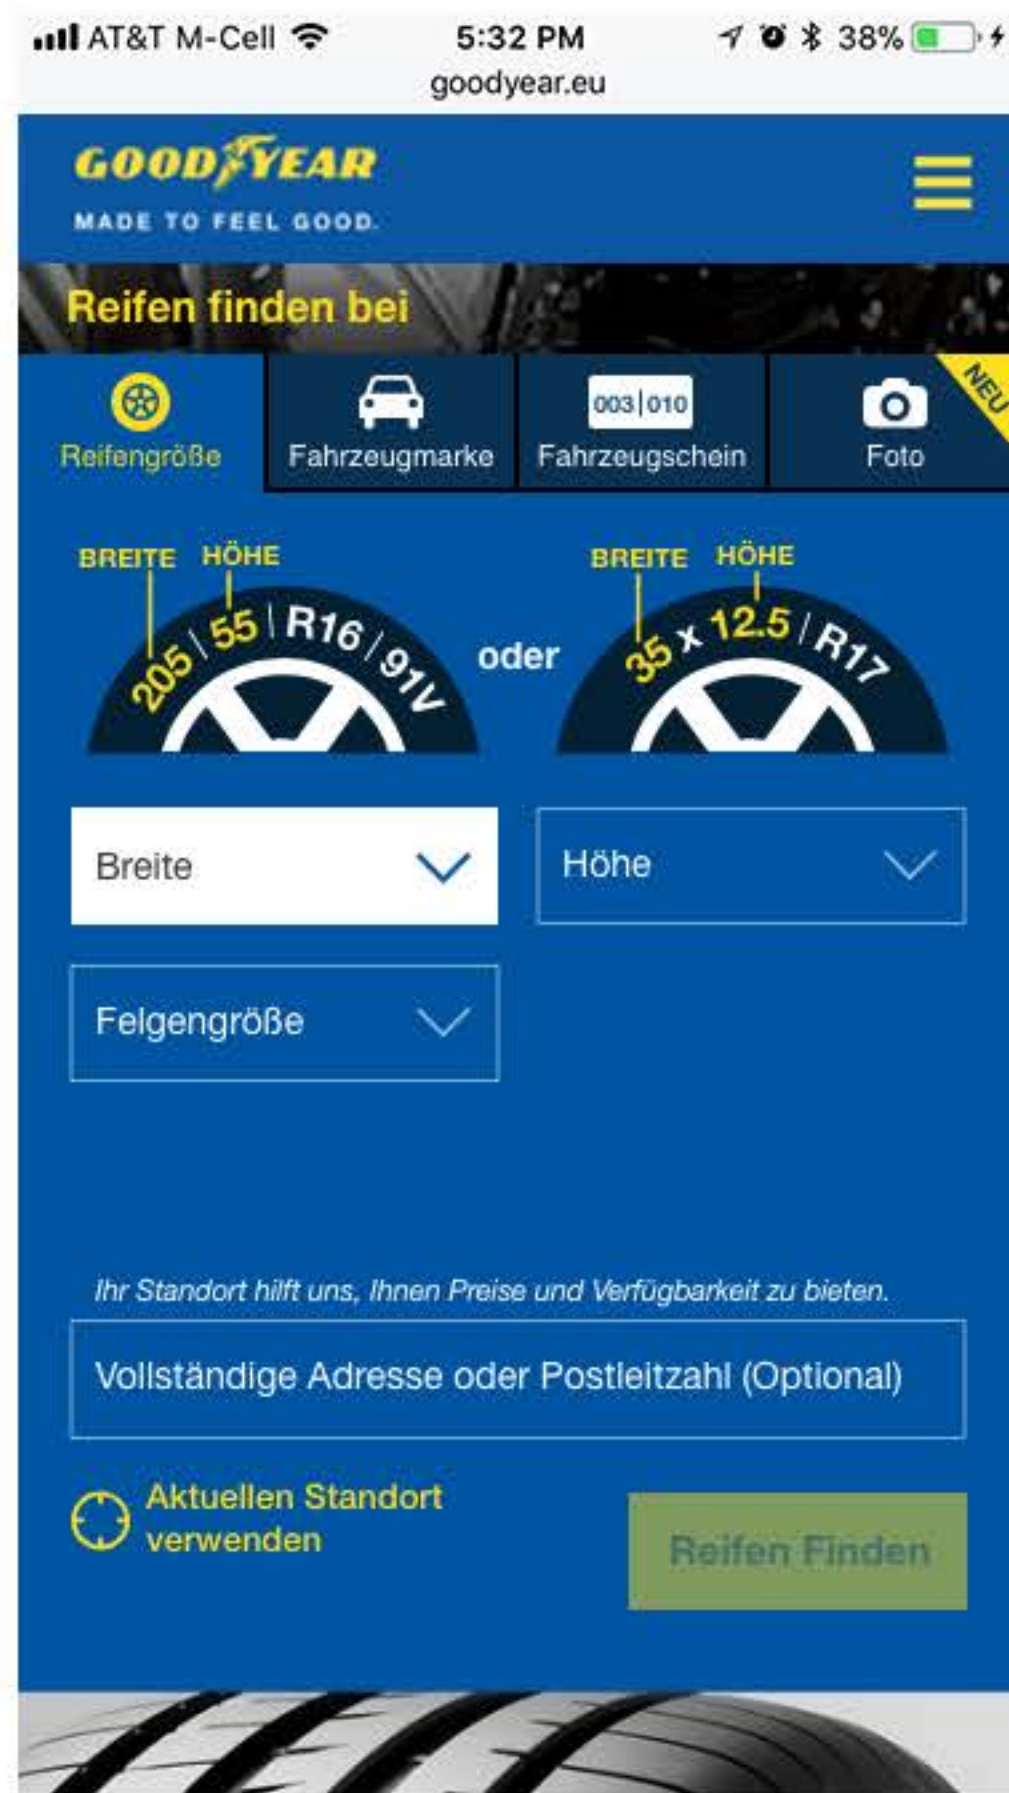 AT&T M-Cell 5:32 PM 38%
goodyear.eu
GOODYEAR
MADE TO FEEL GOOD.
Reifen finden bei
NEU
003|010
Reifengröße Fahrzeugmarke Fahrzeugschein Foto
BREITE HÖHE BREITE HÖHE
205 | 55 | R16 | 91V oder 35 x 12.5 | R17
Breite Höhe
Felgengröße
Ihr Standort hilft uns, Ihnen Preise und Verfügbarkeit zu bieten.
Vollständige Adresse oder Postleitzahl (Optional)
Aktuellen Standort
verwenden
Reifen Finden